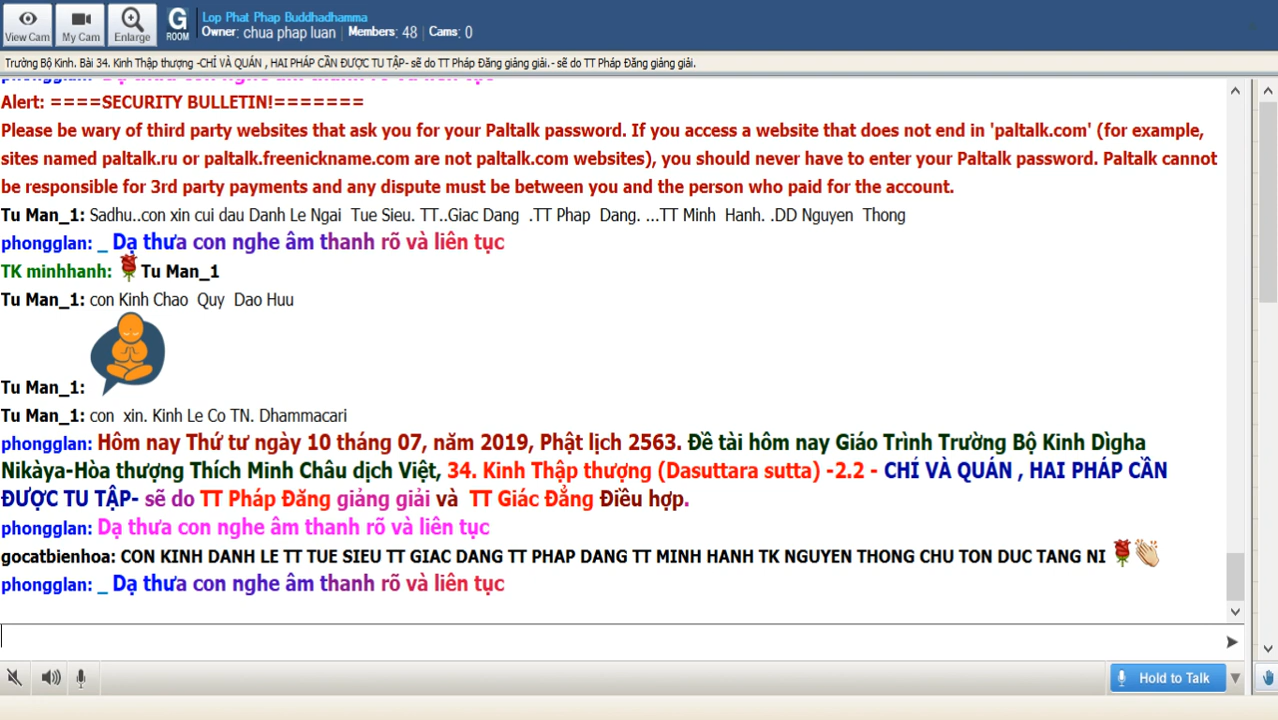 View Cam
My Cam
Enlarge
G
ROOM
Lop Phat Phap Buddhadhamma
Owner: chua phap luan | Members: 48 | Cams: 0
Trường Bộ Kinh. Bài 34. Kinh Thập thượng -CHỈ VÀ QUÁN , HAI PHÁP CẦN ĐƯỢC TU TẬP- sẽ do TT Pháp Đăng giảng giải.- sẽ do TT Pháp Đăng giảng giải.
phongglan: Dạ thưa con nghe âm thanh rõ và liên tục
Alert: ====SECURITY BULLETIN!=======
Please be wary of third party websites that ask you for your Paltalk password. If you access a website that does not end in 'paltalk.com' (for example,
sites named paltalk.ru or paltalk.freenickname.com are not paltalk.com websites), you should never have to enter your Paltalk password. Paltalk cannot
be responsible for 3rd party payments and any dispute must be between you and the person who paid for the account.
Tu Man_1: Sadhu..con xin cui dau Danh Le Ngai Tue Sieu. TT..Giac Dang .TT Phap Dang. ...TT Minh Hanh. .DD Nguyen Thong
phongglan: _ Dạ thưa con nghe âm thanh rõ và liên tục
TK minhhanh: Tu Man_1
Tu Man_1: con Kinh Chao Quy Dao Huu
Tu Man_1:
Tu Man_1: con xin. Kinh Le Co TN. Dhammacari
phongglan: Hôm nay Thứ tư ngày 10 tháng 07, năm 2019, Phật lịch 2563. Đề tài hôm nay Giáo Trình Trường Bộ Kinh Dìgha
Nikàya-Hòa thượng Thích Minh Châu dịch Việt, 34. Kinh Thập thượng (Dasuttara sutta) -2.2 - CHỈ VÀ QUÁN , HAI PHÁP CẦN
ĐƯỢC TU TẬP- sẽ do TT Pháp Đăng giảng giải và TT Giác Đẳng Điều hợp.
phongglan: Dạ thưa con nghe âm thanh rõ và liên tục
gocatbienhoa: CON KINH DANH LE TT TUE SIEU TT GIAC DANG TT PHAP DANG TT MINH HANH TK NGUYEN THONG CHU TON DUC TANG NI
phongglan: _ Dạ thưa con nghe âm thanh rõ và liên tục
Hold to Talk